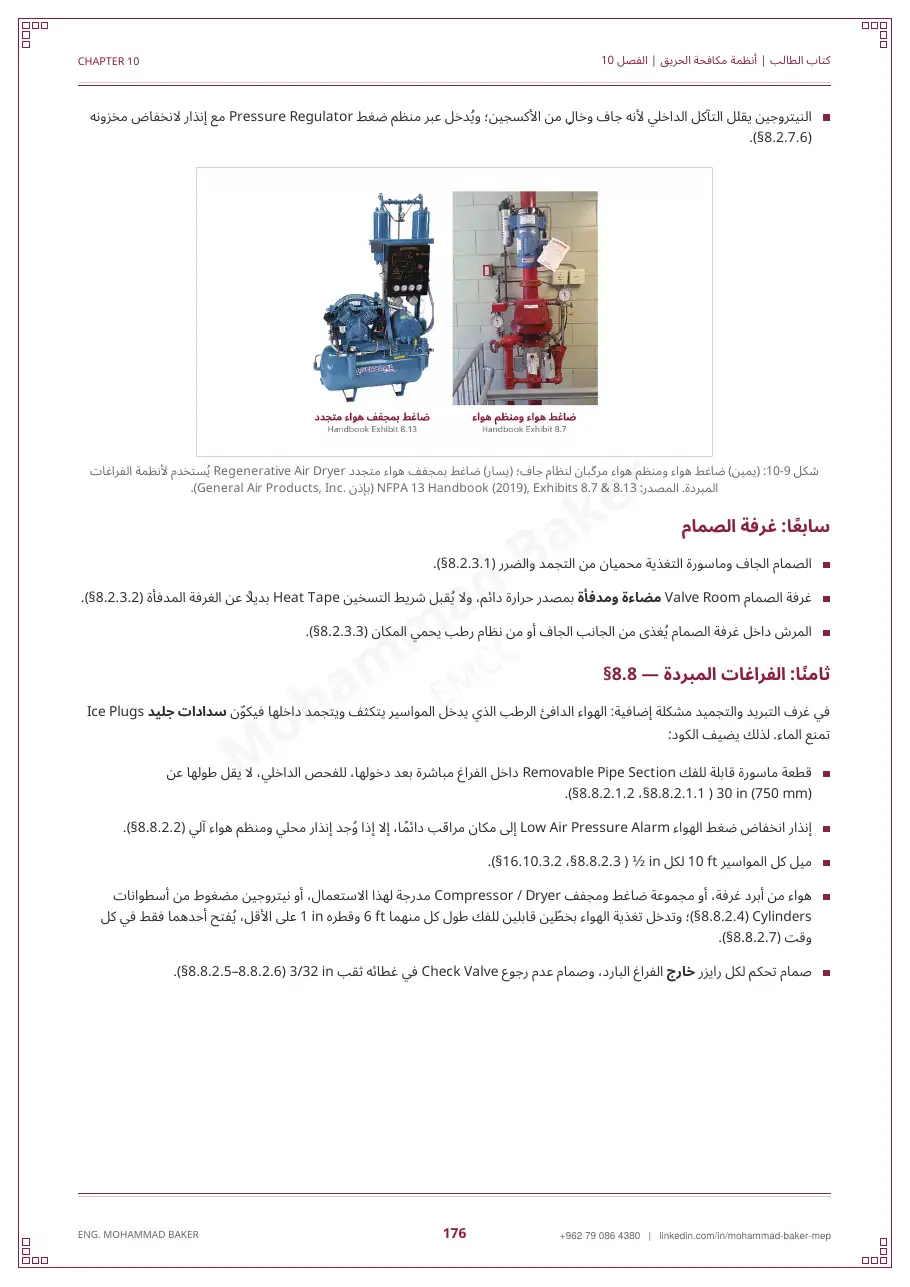 CHAPTER 10
كتاب الطالب | أنظمة مكافحة الحريق | الفصل 10
النيتروجين يقلل التآكل الداخلي لأنه جاف وخالٍ من الأكسجين؛ ويُدخل عبر منظم ضغط Pressure Regulator مع إنذار لانخفاض مخزونه
(§8.2.7.6).
ضاغط هواء ومنظم هواء
Handbook Exhibit 8.7
ضاغط بمجفف هواء متجدد
Handbook Exhibit 8.13
شكل 9-10: (يمين) ضاغط هواء ومنظم هواء مركّبان لنظام جاف؛ (يسار) ضاغط بمجفف هواء متجدد Regenerative Air Dryer يُستخدم لأنظمة الفراغات
المبردة. المصدر: NFPA 13 Handbook (2019), Exhibits 8.7 & 8.13 (بإذن General Air Products, Inc.).
سابعًا: غرفة الصمام
الصمام الجاف وماسورة التغذية محميان من التجمد والضرر (§8.2.3.1).
غرفة الصمام Valve Room مضاءة ومدفأة بمصدر حرارة دائم، ولا يُقبل شريط التسخين Heat Tape بديلًا عن الغرفة المدفأة (§8.2.3.2).
المرش داخل غرفة الصمام يُغذى من الجانب الجاف أو من نظام رطب يحمي المكان (§8.2.3.3).
ثامنًا: الفراغات المبردة — §8.8
في غرف التبريد والتجميد مشكلة إضافية: الهواء الدافئ الرطب الذي يدخل المواسير يتكثف ويتجمد داخلها فيكوّن سدادات جليد Ice Plugs
تمنع الماء. لذلك يضيف الكود:
قطعة ماسورة قابلة للفك Removable Pipe Section داخل الفراغ مباشرة بعد دخولها، للفحص الداخلي، لا يقل طولها عن
30 in (750 mm) (§8.8.2.1.1، §8.8.2.1.2).
إنذار انخفاض ضغط الهواء Low Air Pressure Alarm إلى مكان مراقب دائمًا، إلا إذا وُجد إنذار محلي ومنظم هواء آلي (§8.8.2.2).
ميل كل المواسير ½ in لكل 10 ft (§8.8.2.3، §16.10.3.2).
هواء من أبرد غرفة، أو مجموعة ضاغط ومجفف Compressor / Dryer مدرجة لهذا الاستعمال، أو نيتروجين مضغوط من أسطوانات
Cylinders (§8.8.2.4)؛ وتدخل تغذية الهواء بخطّين قابلين للفك طول كل منهما 6 ft وقطره 1 in على الأقل، يُفتح أحدهما فقط في كل
وقت (§8.8.2.7).
صمام تحكم لكل رايزر خارج الفراغ البارد، وصمام عدم رجوع Check Valve في غطائه ثقب 3/32 in (§8.8.2.5–8.8.2.6).
Mohammad Baker
EMCC
ENG. MOHAMMAD BAKER
176
+962 79 086 4380 | linkedin.com/in/mohammad-baker-mep